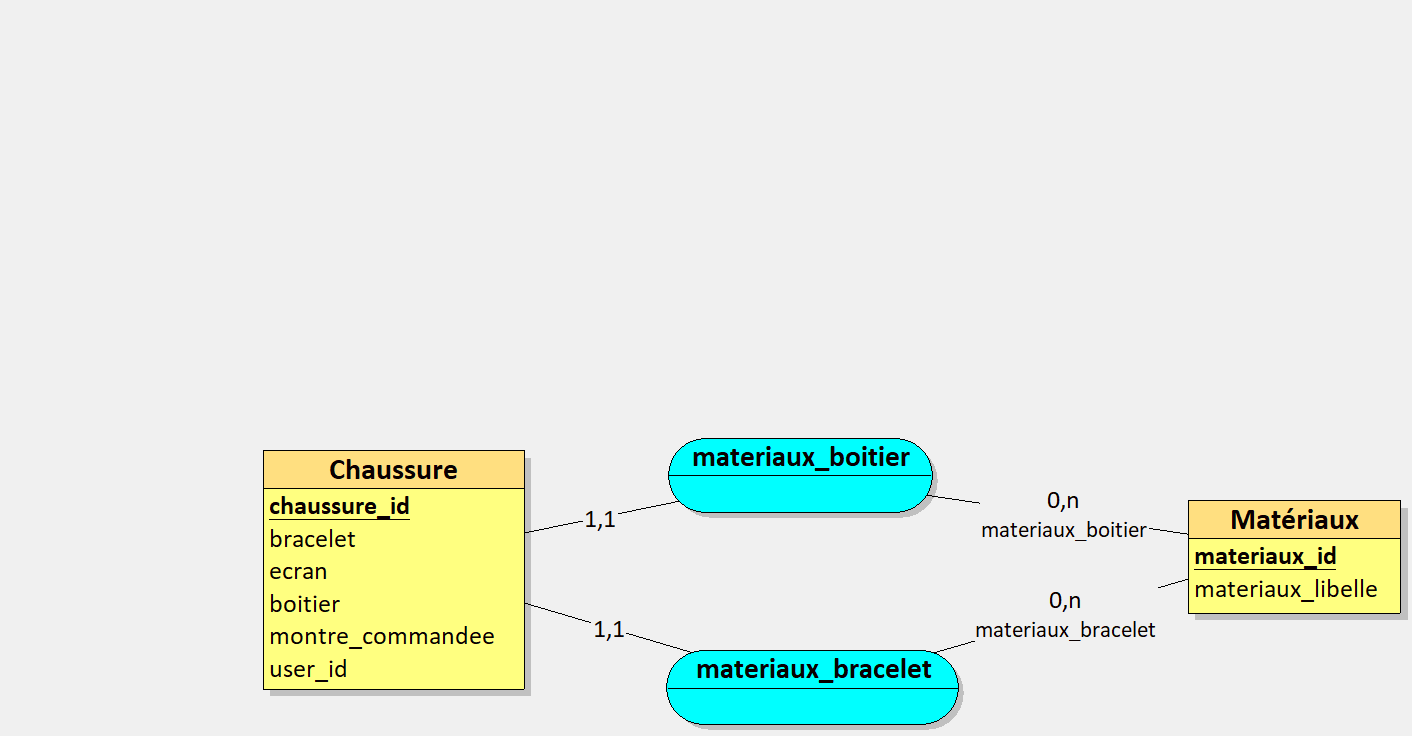 Chaussure
chaussure_id
bracelet
ecran
boitier
montre_commandee
user_id
1,1
1,1
materiaux_boitier
materiaux_bracelet
0,n
materiaux_boitier
0,n
materiaux_bracelet
Matériaux
materiaux_id
materiaux_libelle